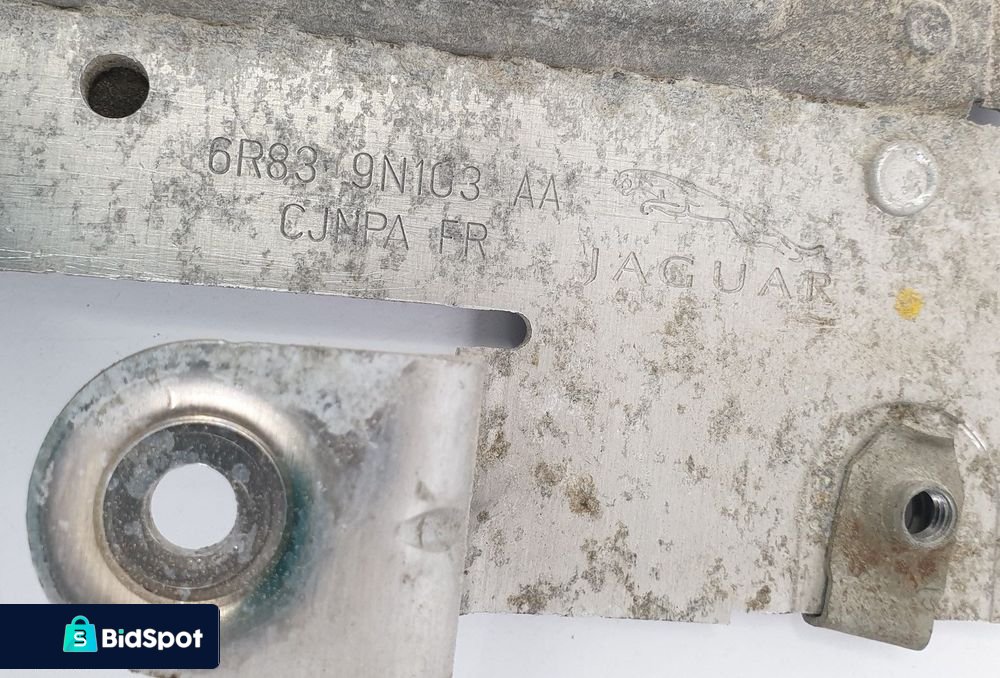 6R83 9N103 AA
CJNPA FR
JAGUAR
BidSpot